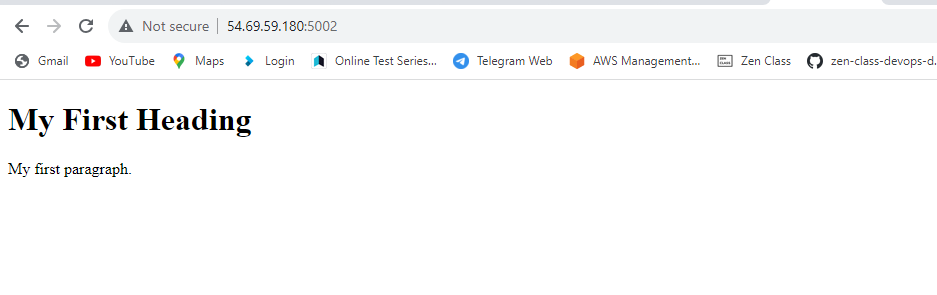 Not secure 54.69.59.180:5002
Gmail YouTube Maps Login Online Test Series... Telegram Web AWS Management... Zen Class zen-class-devops-d.
My First Heading
My first paragraph.